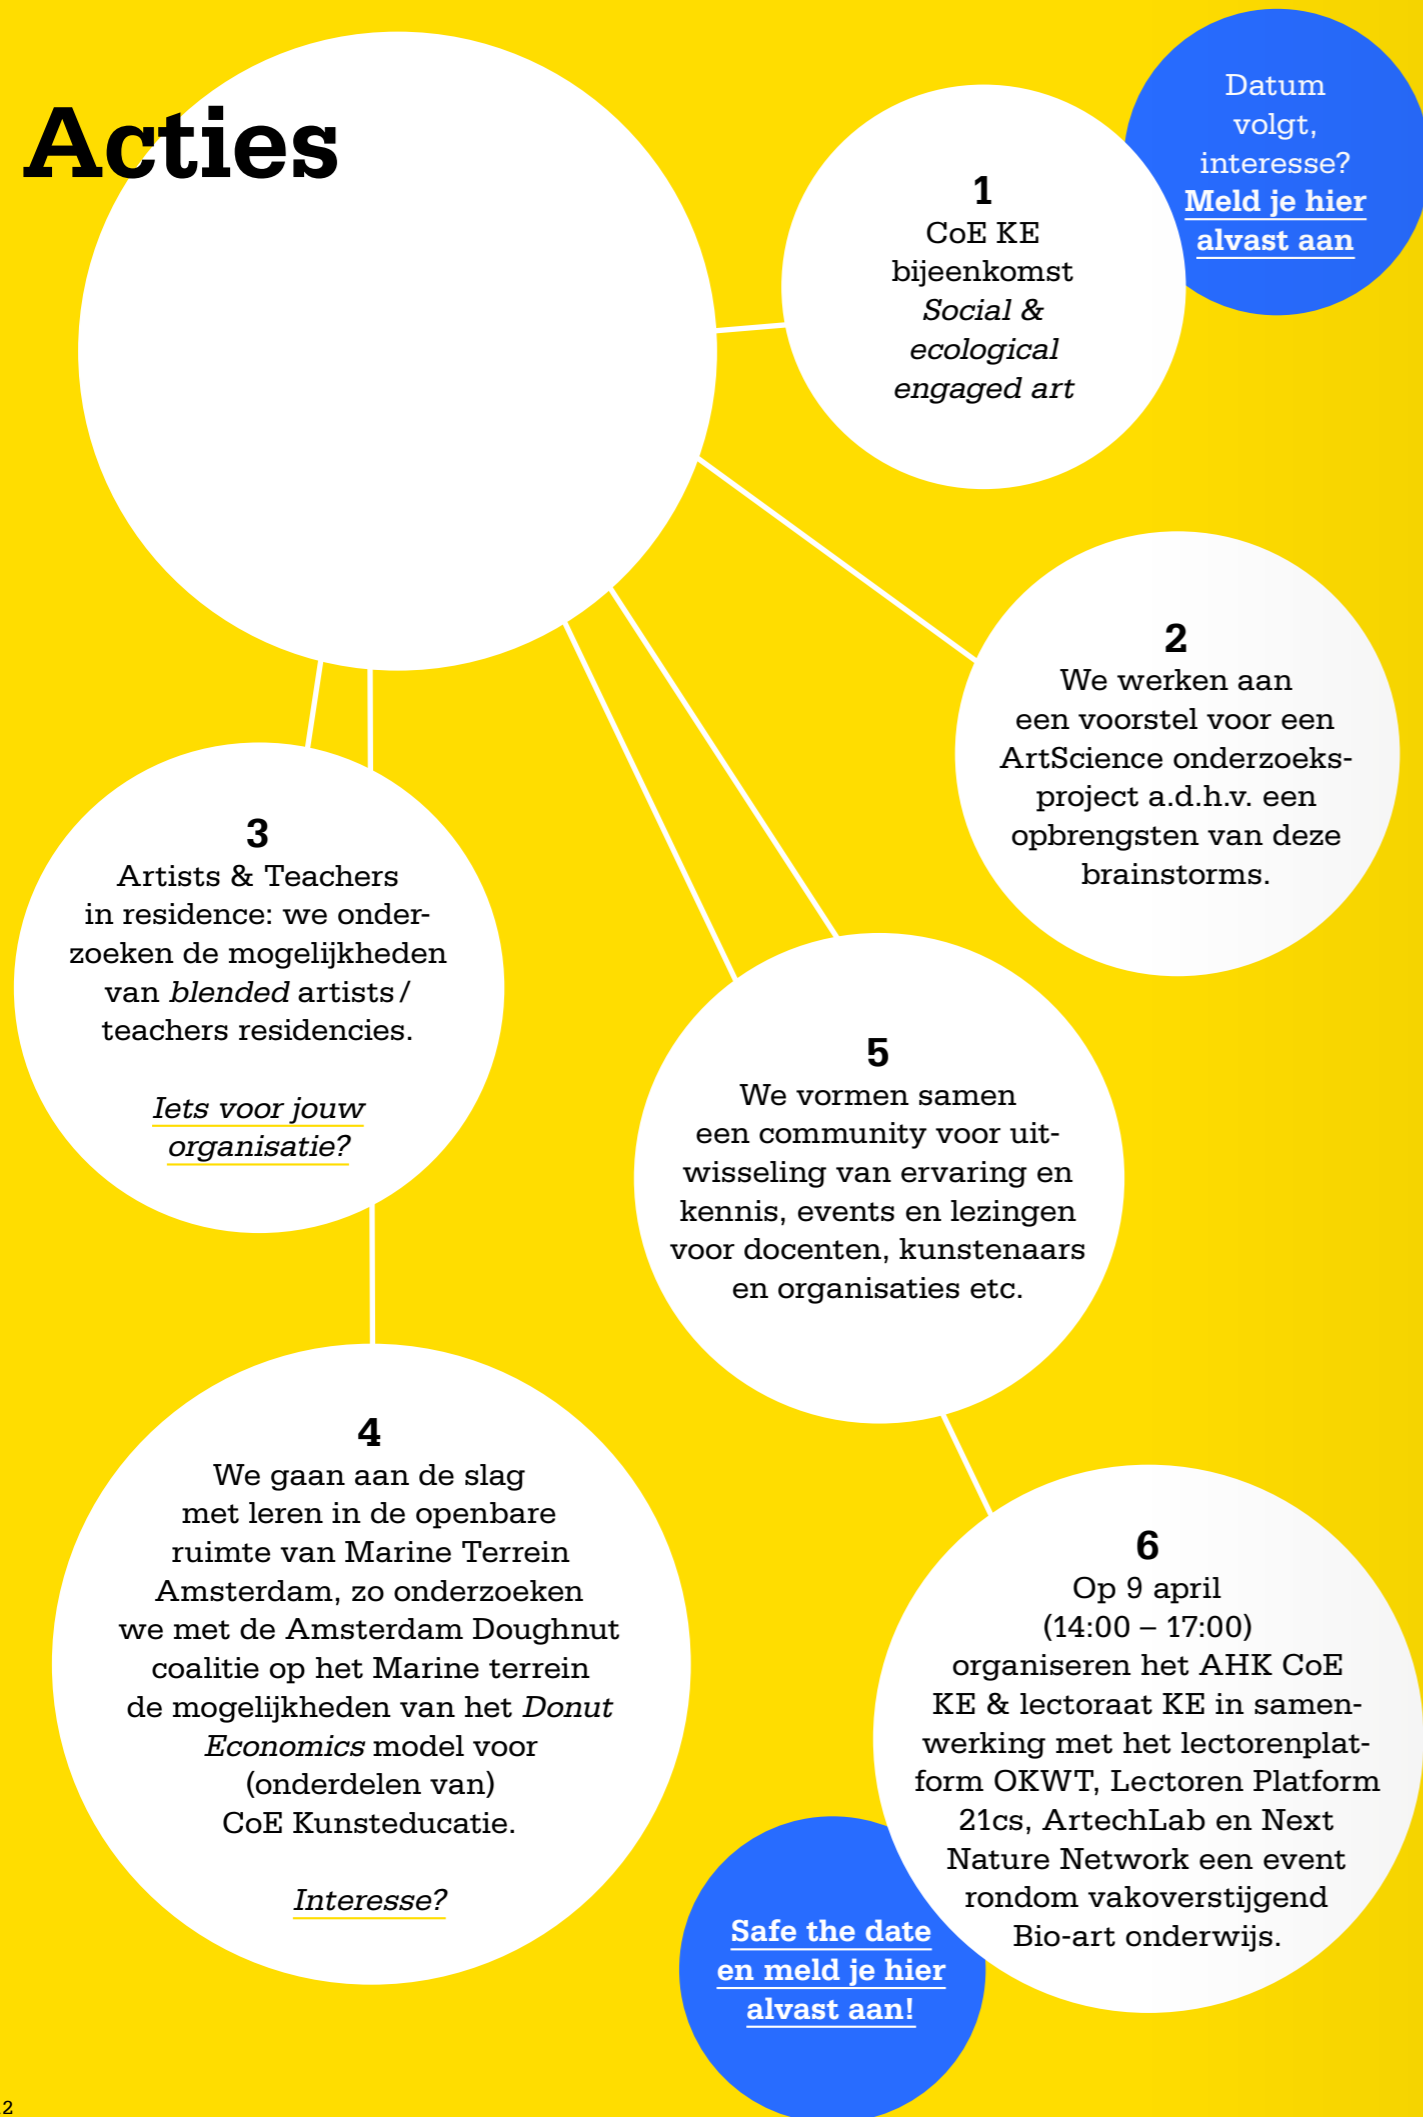 Acties
1
CoE KE
bijeenkomst
Social &
ecological
engaged art
Datum
volgt,
interesse?
Meld je hier
alvast aan
2
We werken aan
een voorstel voor een
ArtScience onderzoeks-
project a.d.h.v. een
opbrengsten van deze
brainstorms.
3
Artists & Teachers
in residence: we onder-
zoeken de mogelijkheden
van blended artists /
teachers residencies.
Iets voor jouw
organisatie?
4
We gaan aan de slag
met leren in de openbare
ruimte van Marine Terrein
Amsterdam, zo onderzoeken
we met de Amsterdam Doughnut
coalitie op het Marine terrein
de mogelijkheden van het Donut
Economics model voor
(onderdelen van)
CoE Kunsteducatie.
Interesse?
5
We vormen samen
een community voor uit-
wisseling van ervaring en
kennis, events en lezingen
voor docenten, kunstenaars
en organisaties etc.
6
Op 9 april
(14:00 – 17:00)
organiseren het AHK CoE
KE & lectoraat KE in samen-
werking met het lectorenplat-
form OKWT, Lectoren Platform
21cs, ArtechLab en Next
Nature Network een event
rondom vakoverstijgend
Bio-art onderwijs.
Safe the date
en meld je hier
alvast aan!
2